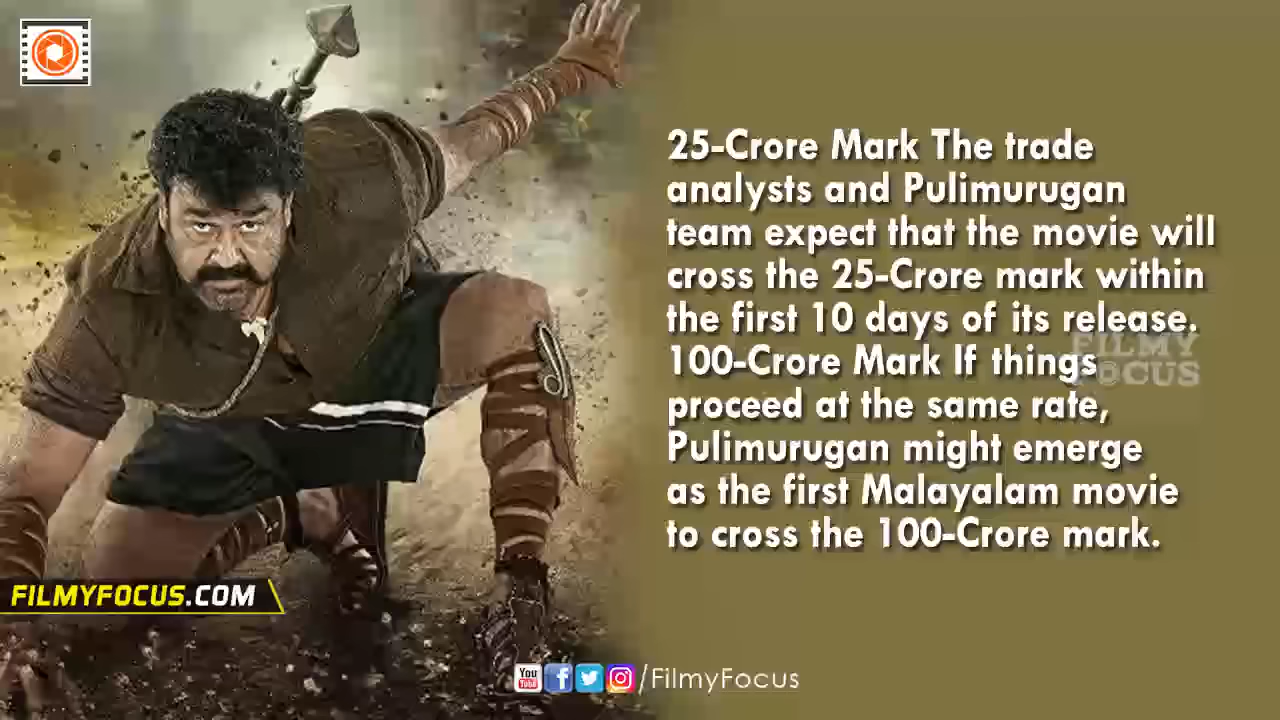 25-Crore Mark The trade
analysts and Pulimurugan
team expect that the movie will
cross the 25-Crore mark within
the first 10 days of its release.
FILMY
FOCUS
100-Crore Mark If things
proceed at the same rate,
Pulimurugan might emerge
as the first Malayalam movie
to cross the 100-Crore mark.
FILMYFOCUS.COM
You
Tube
/FilmyFocus